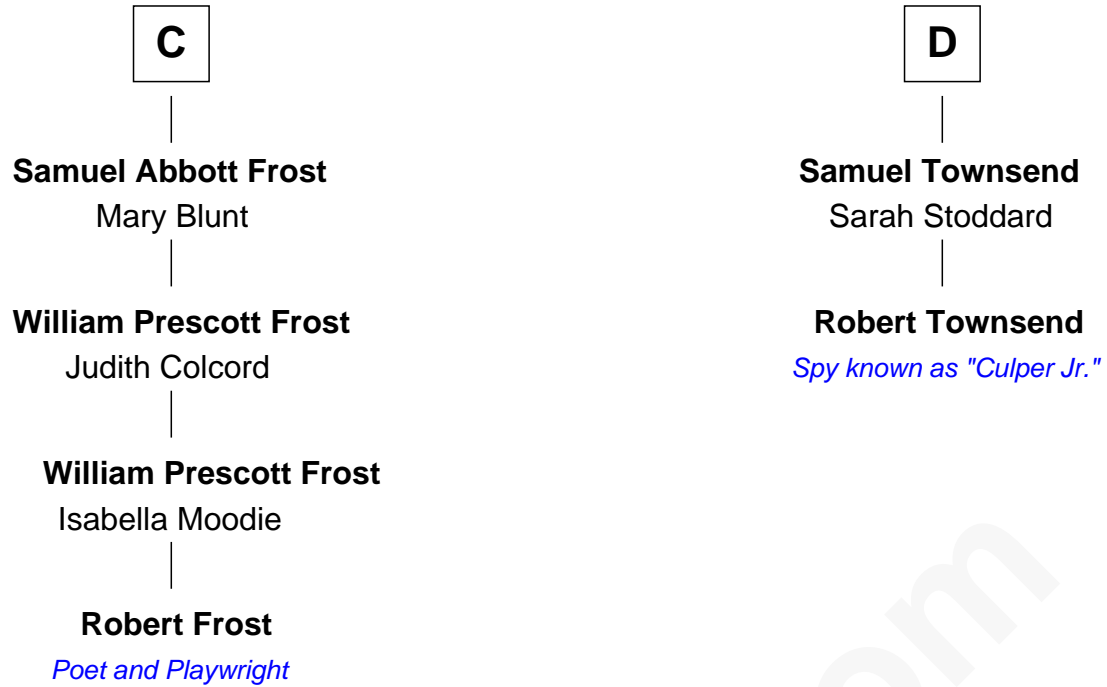 C
Samuel Abbott Frost
Mary Blunt
William Prescott Frost
Judith Colcord
William Prescott Frost
Isabella Moodie
Robert Frost
Poet and Playwright
D
Samuel Townsend
Sarah Stoddard
Robert Townsend
Spy known as "Culper Jr."
om